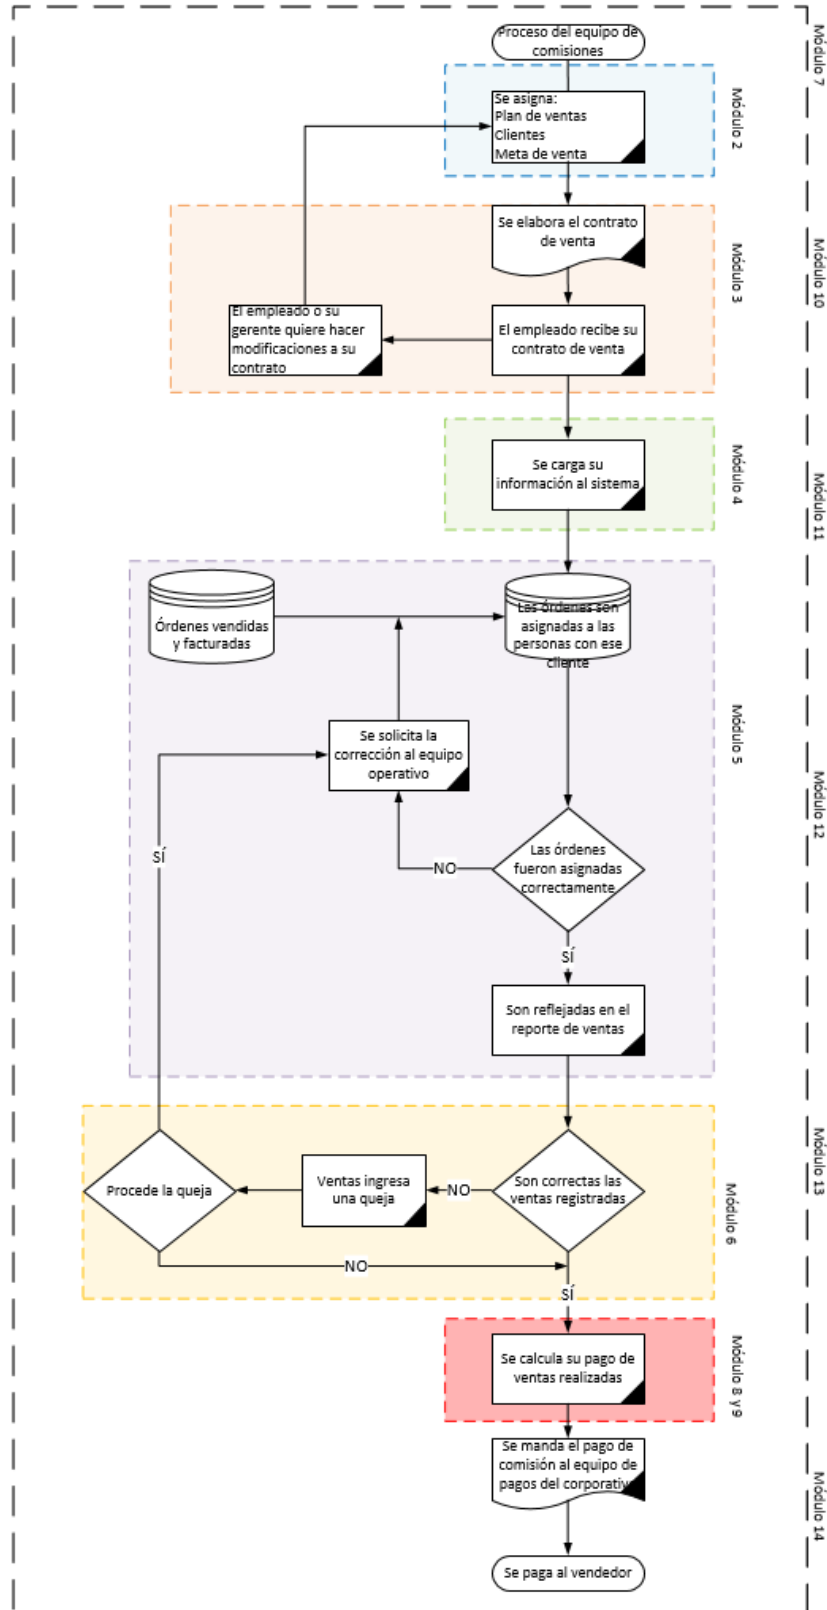 Módulo 7
Proceso del equipo de
comisiones
Se asigna:
Plan de ventas
Clientes
Meta de venta
Módulo 2
Se elabora el contrato
de venta
El empleado o su
gerente quiere hacer
modificaciones a su
contrato
El empleado recibe su
contrato de venta
Módulo 3
Módulo 10
Se carga su
información al sistema
Módulo 4
Módulo 11
Órdenes vendidas
y facturadas
Las órdenes son
asignadas a las
personas con ese
cliente
Se solicita la
corrección al equipo
operativo
Módulo 5
Módulo 12
SÍ
NO
Las órdenes
fueron asignadas
correctamente
SÍ
Son reflejadas en el
reporte de ventas
Procede la queja
Ventas ingresa
una queja
NO
Son correctas las
ventas registradas
Módulo 6
Módulo 13
NO
SÍ
Se calcula su pago de
ventas realizadas
Módulo 8 y 9
Se manda el pago de
comisión al equipo de
pagos del corporativo
Módulo 14
Se paga al vendedor